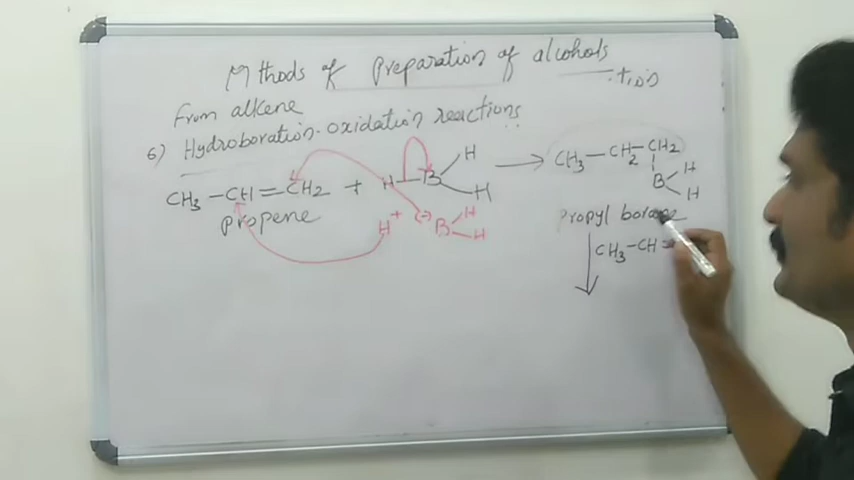 Mthods of Preparation of alcohols
From alkene
6) Hydroboration-oxidation reactions
CH3 — CH = CH2 + H — B H H ⟶ CH3 — CH2 — CH2 B H H
Propene H+ (-) B H H
Propyl borane
CH3 – CH =